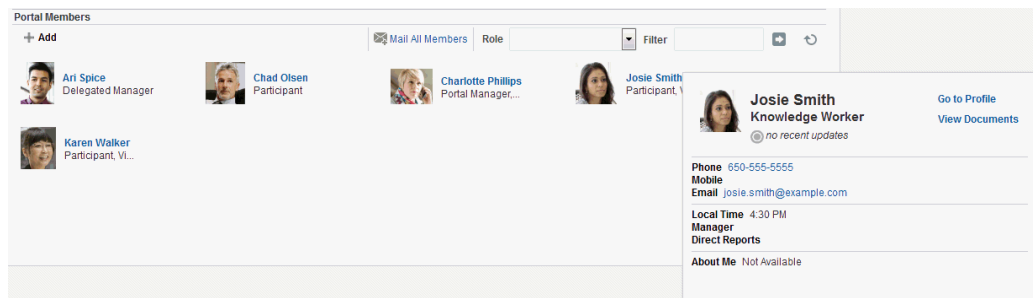 Portal Members
Add
Mail All Members Role Filter
Ari Spice
Delegated Manager
Chad Olsen
Participant
Charlotte Phillips
Portal Manager,...
Josie Smith
Participant,
Karen Walker
Participant, Vi...
Josie Smith
Knowledge Worker
no recent updates
Go to Profile
View Documents
Phone 650-555-5555
Mobile
Email josie.smith@example.com
Local Time 4:30 PM
Manager
Direct Reports
About Me Not Available